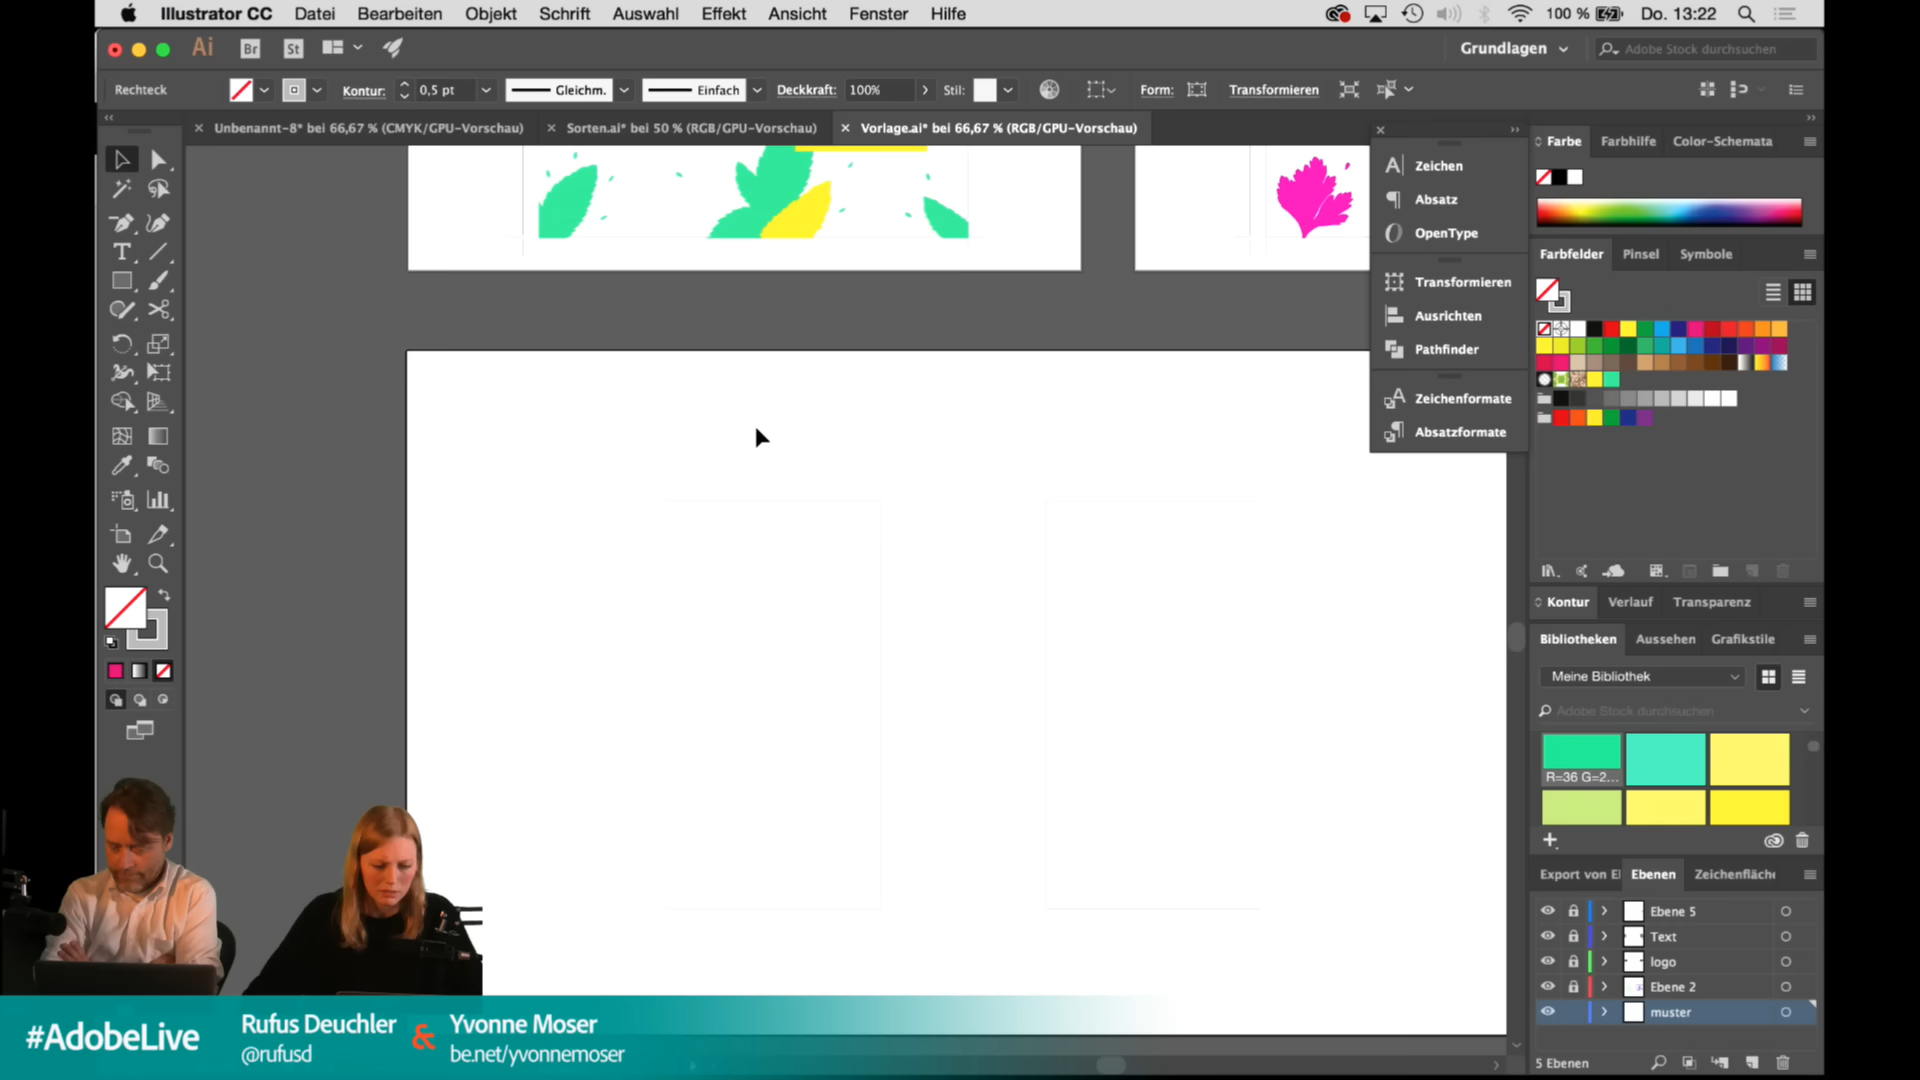 Illustrator CC Datei Bearbeiten Objekt Schrift Auswahl Effekt Ansicht Fenster Hilfe 100 % Do. 13:22
Ai Br St Grundlagen Adobe Stock durchsuchen
Rechteck Kontur: 0,5 pt Gleichm. Einfach Deckkraft: 100% Stil: Form: Transformieren
Unbenannt-8* bei 66,67 % (CMYK/GPU-Vorschau) Sorten.ai* bei 50 % (RGB/GPU-Vorschau) Vorlage.ai* bei 66,67 % (RGB/GPU-Vorschau)
Zeichen
Absatz
OpenType
Transformieren
Ausrichten
Pathfinder
Zeichenformate
Absatzformate
Farbe Farbhilfe Color-Schemata
Farbfelder Pinsel Symbole
Kontur Verlauf Transparenz
Bibliotheken Aussehen Grafikstile
Meine Bibliothek
Adobe Stock durchsuchen
R=36 G=2...
Export von El Ebenen Zeichenfläche
Ebene 5
Text
logo
Ebene 2
muster
5 Ebenen
#AdobeLive
Rufus Deuchler & Yvonne Moser
@rufusd be.net/yvonnemoser